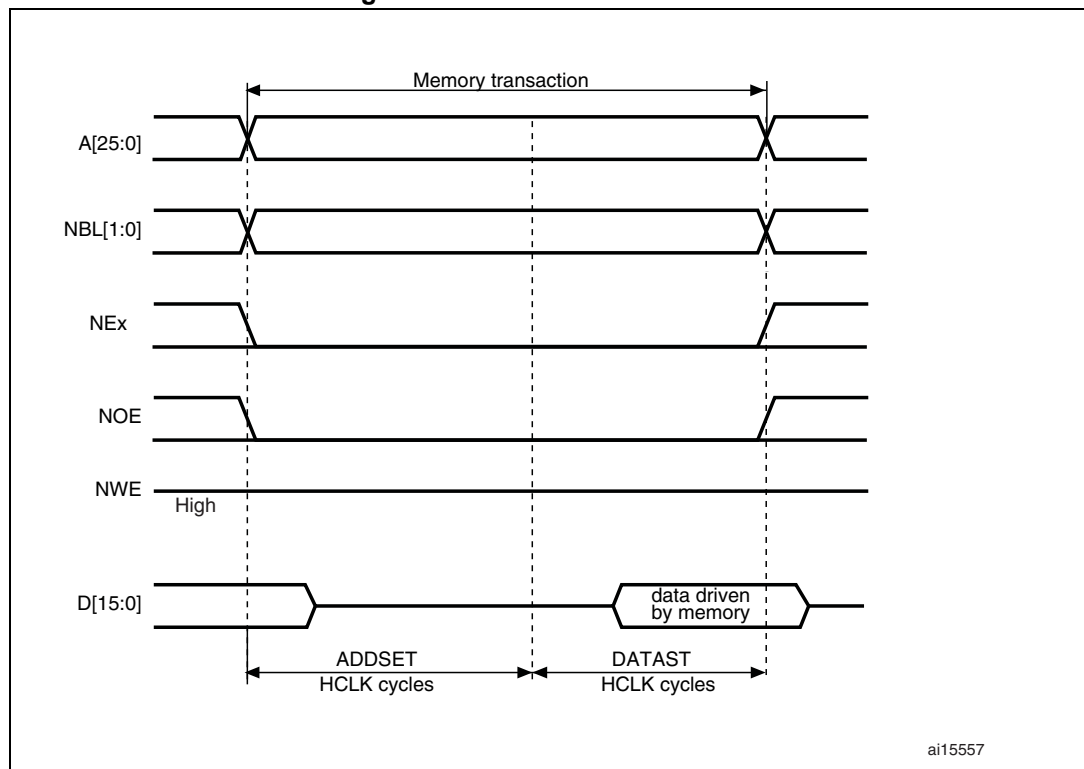 Memory transaction
A[25:0]
NBL[1:0]
NEx
NOE
NWE
High
D[15:0]
data driven
by memory
ADDSET
HCLK cycles
DATAST
HCLK cycles
ai15557